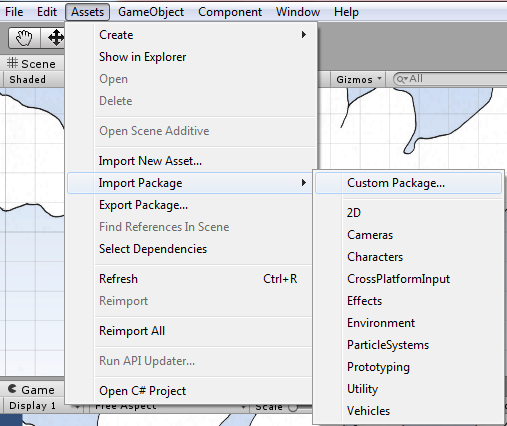 File Edit Assets GameObject Component Window Help
Scene
Shaded
Gizmos
All
Create
Show in Explorer
Open
Delete
Open Scene Additive
Import New Asset...
Import Package
Export Package...
Find References In Scene
Select Dependencies
Refresh Ctrl+R
Reimport
Reimport All
Run API Updater...
Open C# Project
Custom Package...
2D
Cameras
Characters
CrossPlatformInput
Effects
Environment
ParticleSystems
Prototyping
Utility
Vehicles
Game
Display 1 Free Aspect Scale